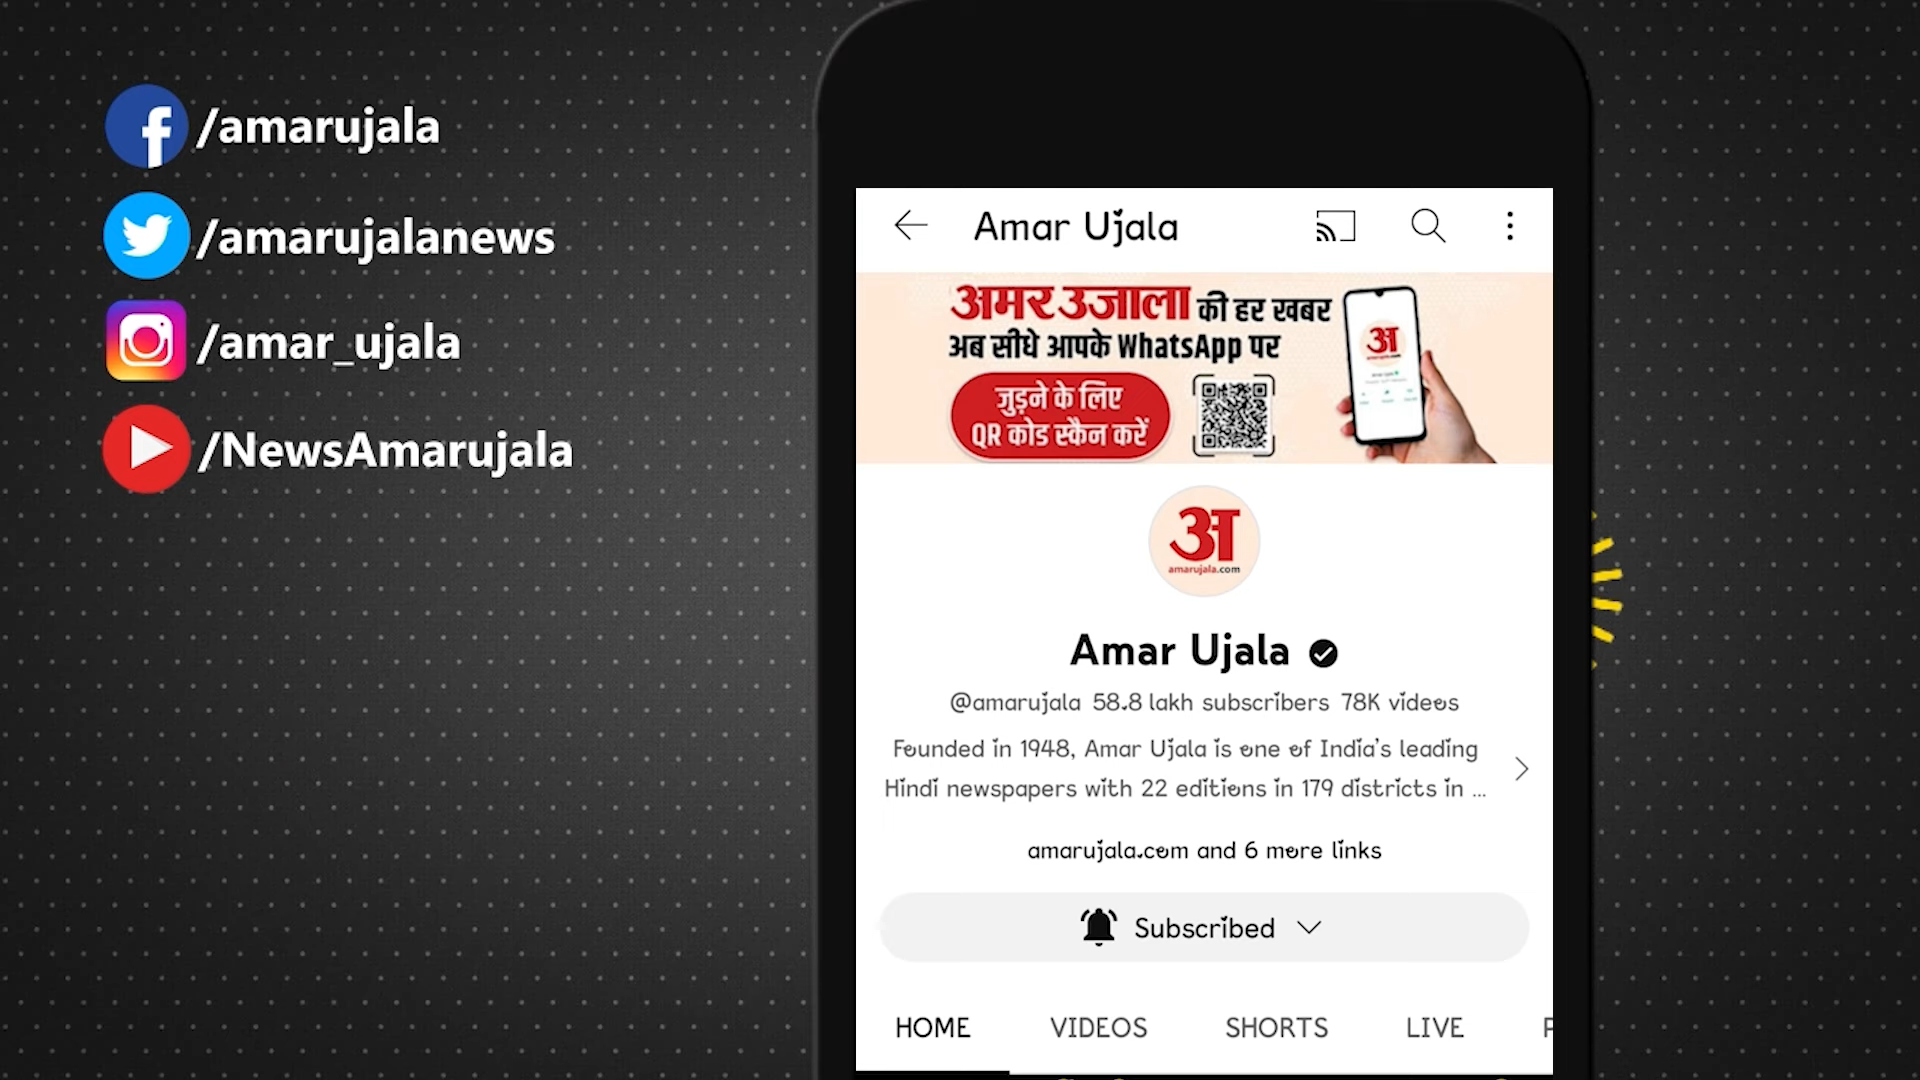 /amarujala
/amarujalanews
/amar_ujala
/NewsAmarujala
Amar Ujala
अमर उजाला की हर खबर
अब सीधे आपके WhatsApp पर
जुड़ने के लिए
QR कोड स्कैन करें
अ
अ
amarujala.com
Amar Ujala
@amarujala 58.8 lakh subscribers 78K videos
Founded in 1948, Amar Ujala is one of India's leading
Hindi newspapers with 22 editions in 179 districts in ...
amarujala.com and 6 more links
Subscribed
HOME VIDEOS SHORTS LIVE